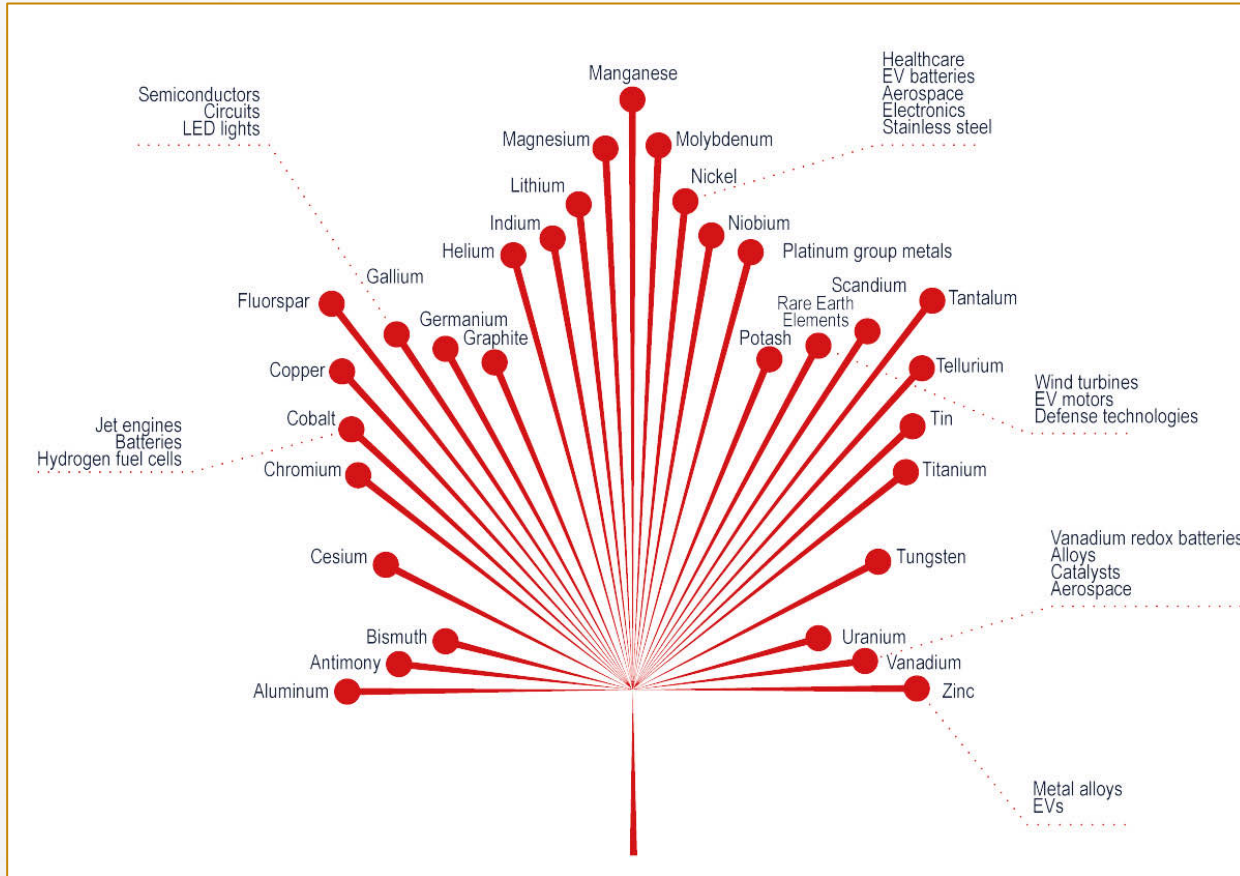 Manganese
Magnesium
Molybdenum
Lithium
Nickel
Indium
Niobium
Helium
Platinum group metals
Gallium
Scandium
Fluorspar
Tantalum
Germanium
Rare Earth
Elements
Graphite
Potash
Copper
Tellurium
Cobalt
Tin
Chromium
Titanium
Cesium
Tungsten
Bismuth
Uranium
Antimony
Vanadium
Aluminum
Zinc
Semiconductors
Circuits
LED lights
Healthcare
EV batteries
Aerospace
Electronics
Stainless steel
Jet engines
Batteries
Hydrogen fuel cells
Wind turbines
EV motors
Defense technologies
Vanadium redox batteries
Alloys
Catalysts
Aerospace
Metal alloys
EVs